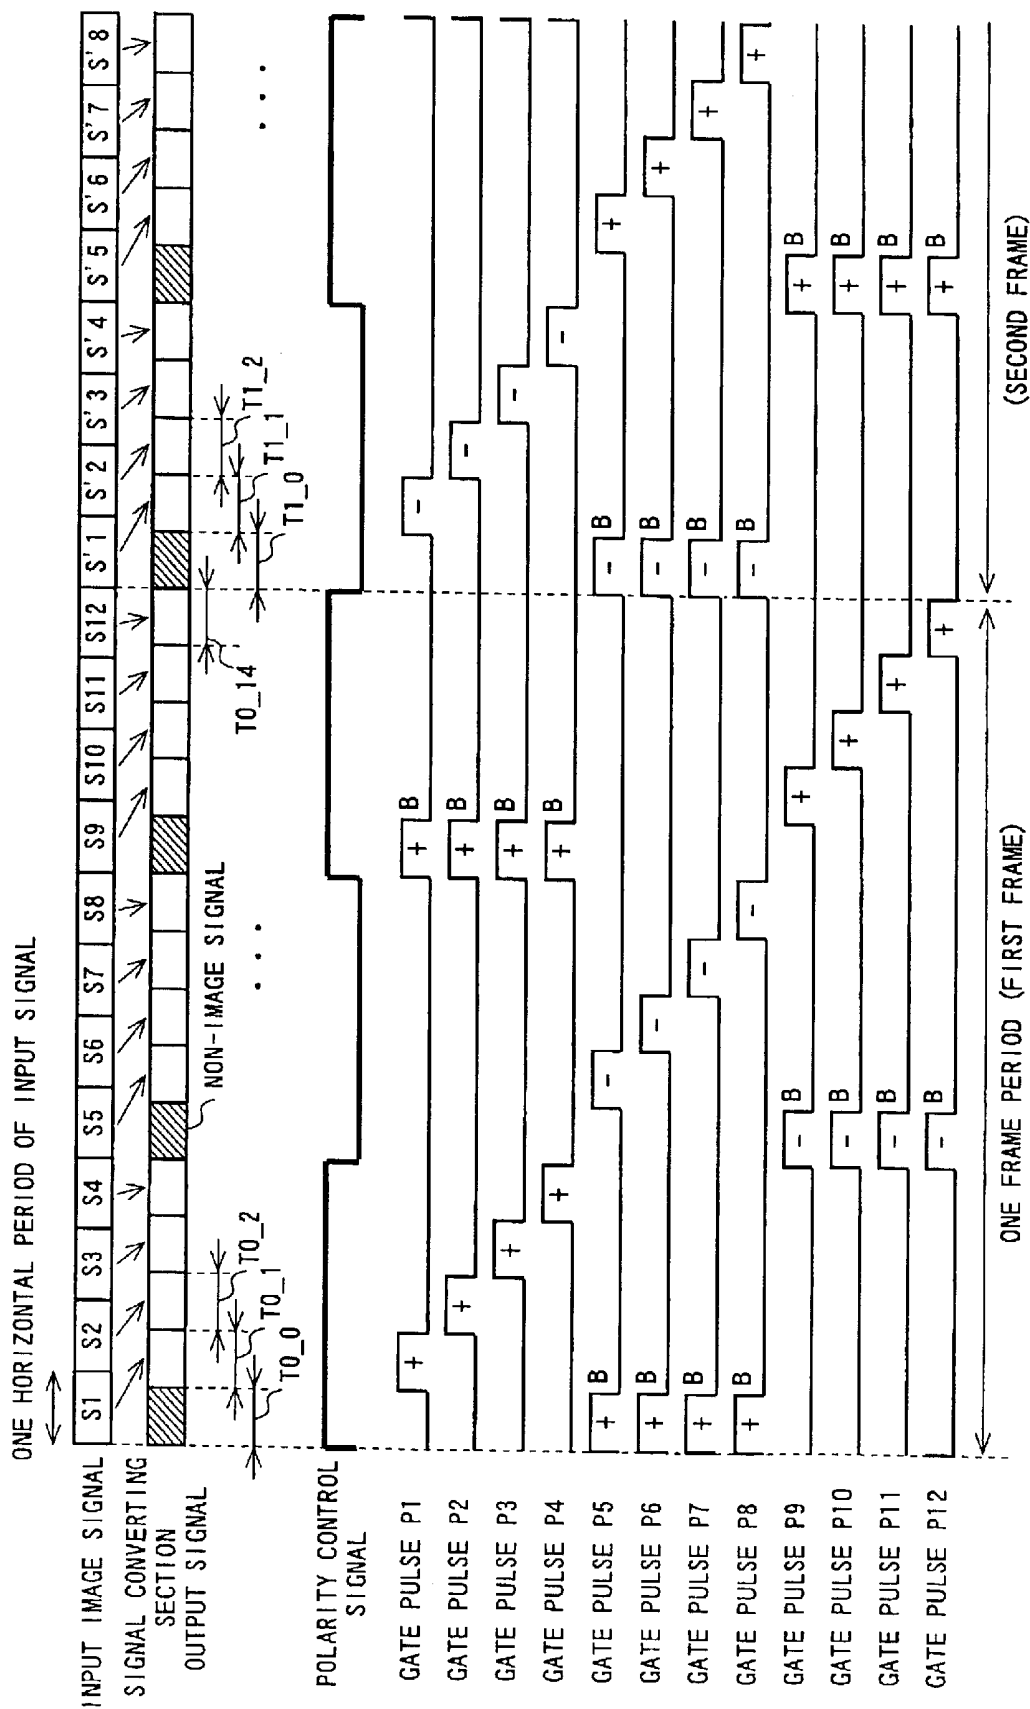 ONE HORIZONTAL PERIOD OF INPUT SIGNAL
INPUT IMAGE SIGNAL
S1 S2 S3 S4 S5 S6 S7 S8 S9 S10 S11 S12 S'1 S'2 S'3 S'4 S'5 S'6 S'7 S'8
SIGNAL CONVERTING
SECTION
OUTPUT SIGNAL
NON-IMAGE SIGNAL
T0_2
T0_1
T0_0
T0_14
T1_2
T1_1
T1_0
• • •
• • •
POLARITY CONTROL
SIGNAL
GATE PULSE P1 + + B -
GATE PULSE P2 + + B -
GATE PULSE P3 + + B -
GATE PULSE P4 + + B -
GATE PULSE P5 + B - - B +
GATE PULSE P6 + B - - B +
GATE PULSE P7 + B - - B +
GATE PULSE P8 + B - - B +
GATE PULSE P9 - B + + B
GATE PULSE P10 - B + + B
GATE PULSE P11 - B + + B
GATE PULSE P12 - B + + B
ONE FRAME PERIOD (FIRST FRAME)
(SECOND FRAME)